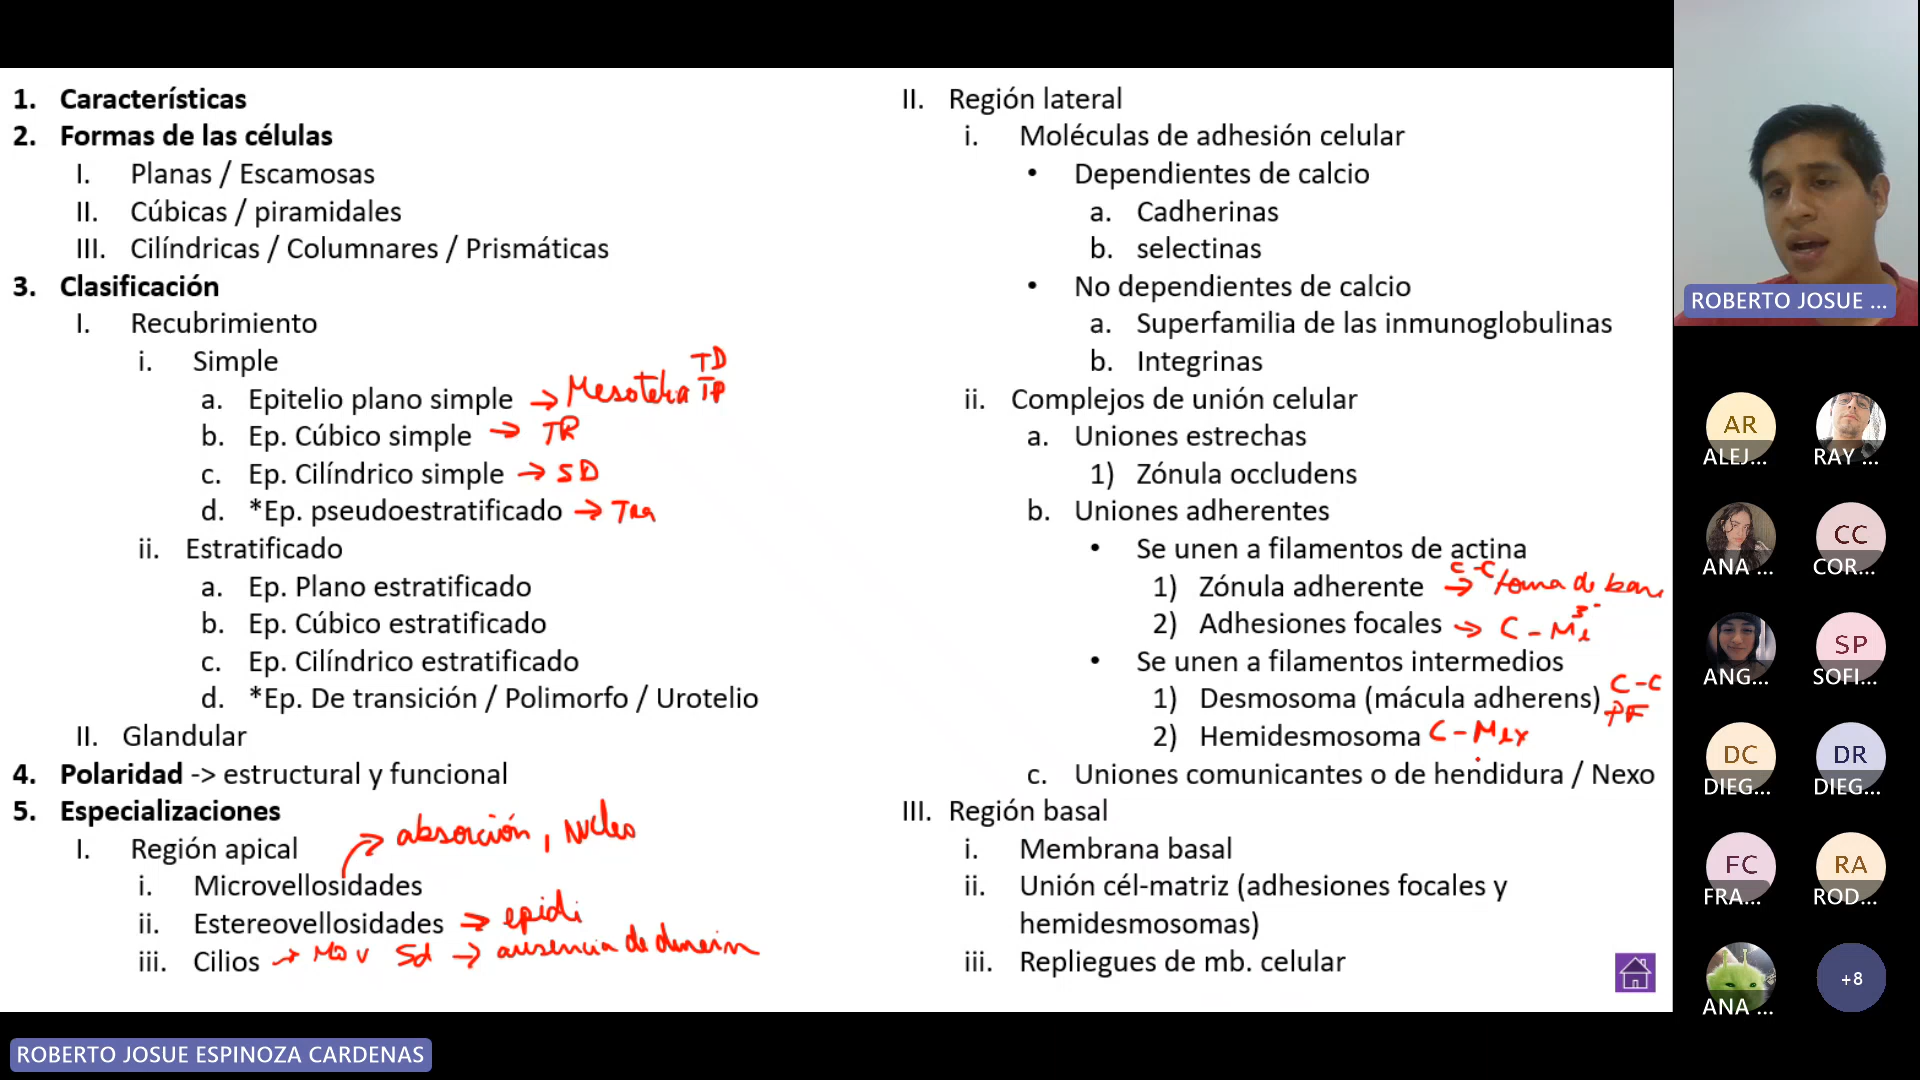 1. Características
2. Formas de las células
I. Planas / Escamosas
II. Cúbicas / piramidales
III. Cilíndricas / Columnares / Prismáticas
3. Clasificación
I. Recubrimiento
i. Simple
a. Epitelio plano simple → TD TP
b. Ep. Cúbico simple → TR
c. Ep. Cilíndrico simple → SD
d. *Ep. pseudoestratificado → Tra
ii. Estratificado
a. Ep. Plano estratificado
b. Ep. Cúbico estratificado
c. Ep. Cilíndrico estratificado
d. *Ep. De transición / Polimorfo / Urotelio
II. Glandular
4. Polaridad -> estructural y funcional
5. Especializaciones
I. Región apical → absorción,
i. Microvellosidades
ii. Estereovellosidades → epidi
iii. Cilios → Mov Sd → ausencia de
II. Región lateral
i. Moléculas de adhesión celular
• Dependientes de calcio
a. Cadherinas
b. selectinas
• No dependientes de calcio
a. Superfamilia de las inmunoglobulinas
b. Integrinas
ii. Complejos de unión celular
a. Uniones estrechas
1) Zónula occludens
b. Uniones adherentes
• Se unen a filamentos de actina
1) Zónula adherente → C-C forma de
2) Adhesiones focales → C-
• Se unen a filamentos intermedios
1) Desmosoma (mácula adherens) C-C PF
2) Hemidesmosoma C-Mex
c. Uniones comunicantes o de hendidura / Nexo
III. Región basal
i. Membrana basal
ii. Unión cél-matriz (adhesiones focales y
hemidesmosomas)
iii. Repliegues de mb. celular
ROBERTO JOSUE ...
AR
ALEJ...
RAY ...
ANA ...
CC
COR...
ANG...
SP
SOFI...
DC
DIEG...
DR
DIEG...
FC
FRA...
RA
ROD...
ANA ...
+8
ROBERTO JOSUE ESPINOZA CARDENAS